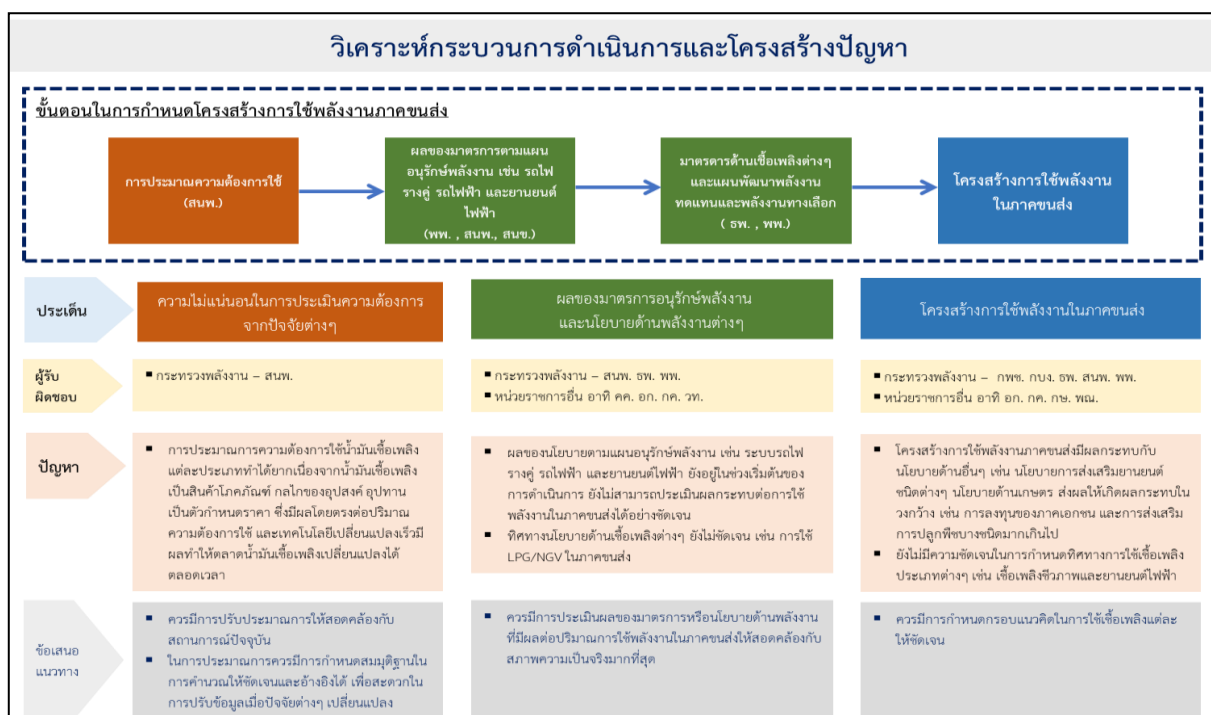 วิเคราะห์กระบวนการดำเนินการและโครงสร้างปัญหา
ขั้นตอนในการกำหนดโครงสร้างการใช้พลังงานภาคขนส่ง
การประมาณความต้องการใช้
(สนพ.)
ผลของมาตรการตามแผน
อนุรักษ์พลังงาน เช่น รถไฟ
รางคู่ รถไฟฟ้า และยานยนต์
ไฟฟ้า
(พพ. , สนพ., สนข.)
มาตรดารด้านเชื้อเพลิงต่างๆ
และแผนพัฒนาพลังงาน
ทดแทนและพลังงานทางเลือก
( ธพ. , พพ.)
โครงสร้างการใช้พลังงาน
ในภาคขนส่ง
ประเด็น
ความไม่แน่นอนในการประเมินความต้องการ
จากปัจจัยต่างๆ
ผลของมาตรการอนุรักษ์พลังงาน
และนโยบายด้านพลังงานต่างๆ
โครงสร้างการใช้พลังงานในภาคขนส่ง
ผู้รับ
ผิดชอบ
▪ กระทรวงพลังงาน – สนพ.
▪ กระทรวงพลังงาน – สนพ. ธพ. พพ.
▪ หน่วยราชการอื่น อาทิ คค. อก. กค. วท.
▪ กระทรวงพลังงาน – กพช. กบง. ธพ. สนพ. พพ.
▪ หน่วยราชการอื่น อาทิ อก. กค. กษ. พณ.
ปัญหา
▪ การประมาณการความต้องการใช้น้ำมันเชื้อเพลิง
แต่ละประเภททำได้ยากเนื่องจากน้ำมันเชื้อเพลิง
เป็นสินค้าโภคภัณฑ์ กลไกของอุปสงค์ อุปทาน
เป็นตัวกำหนดราคา ซึ่งมีผลโดยตรงต่อปริมาณ
ความต้องการใช้ และเทคโนโลยีเปลี่ยนแปลงเร็วมี
ผลทำให้ตลาดน้ำมันเชื้อเพลิงเปลี่ยนแปลงได้
ตลอดเวลา
▪ ผลของนโยบายตามแผนอนุรักษ์พลังงาน เช่น ระบบรถไฟ
รางคู่ รถไฟฟ้า และยานยนต์ไฟฟ้า ยังอยู่ในช่วงเริ่มต้นของ
การดำเนินการ ยังไม่สามารถประเมินผลกระทบต่อการใช้
พลังงานในภาคขนส่งได้อย่างชัดเจน
▪ ทิศทางนโยบายด้านเชื้อเพลิงต่างๆ ยังไม่ชัดเจน เช่น การใช้
LPG/NGV ในภาคขนส่ง
▪ โครงสร้างการใช้พลังงานภาคขนส่งมีผลกระทบกับ
นโยบายด้านอื่นๆ เช่น นโยบายการส่งเสริมยานยนต์
ชนิดต่างๆ นโยบายด้านเกษตร ส่งผลให้เกิดผลกระทบใน
วงกว้าง เช่น การลงทุนของภาคเอกชน และการส่งเสริม
การปลูกพืชบางชนิดมากเกินไป
▪ ยังไม่มีความชัดเจนในการกำหนดทิศทางการใช้เชื้อเพลิง
ประเภทต่างๆ เช่น เชื้อเพลิงชีวภาพและยานยนต์ไฟฟ้า
ข้อเสนอ
แนวทาง
▪ ควรมีการปรับประมาณการให้สอดคล้องกับ
สถานการณ์ปัจจุบัน
▪ ในการประมาณการควรมีการกำหนดสมมุติฐานใน
การคำนวณให้ชัดเจนและอ้างอิงได้ เพื่อสะดวกใน
การปรับข้อมูลเมื่อปัจจัยต่างๆ เปลี่ยนแปลง
▪ ควรมีการประเมินผลของมาตรการหรือนโยบายด้านพลังงาน
ที่มีผลต่อปริมาณการใช้พลังงานในภาคขนส่งให้สอดคล้องกับ
สภาพความเป็นจริงมากที่สุด
▪ ควรมีการกำหนดกรอบแนวคิดในการใช้เชื้อเพลิงแต่ละ
ให้ชัดเจน